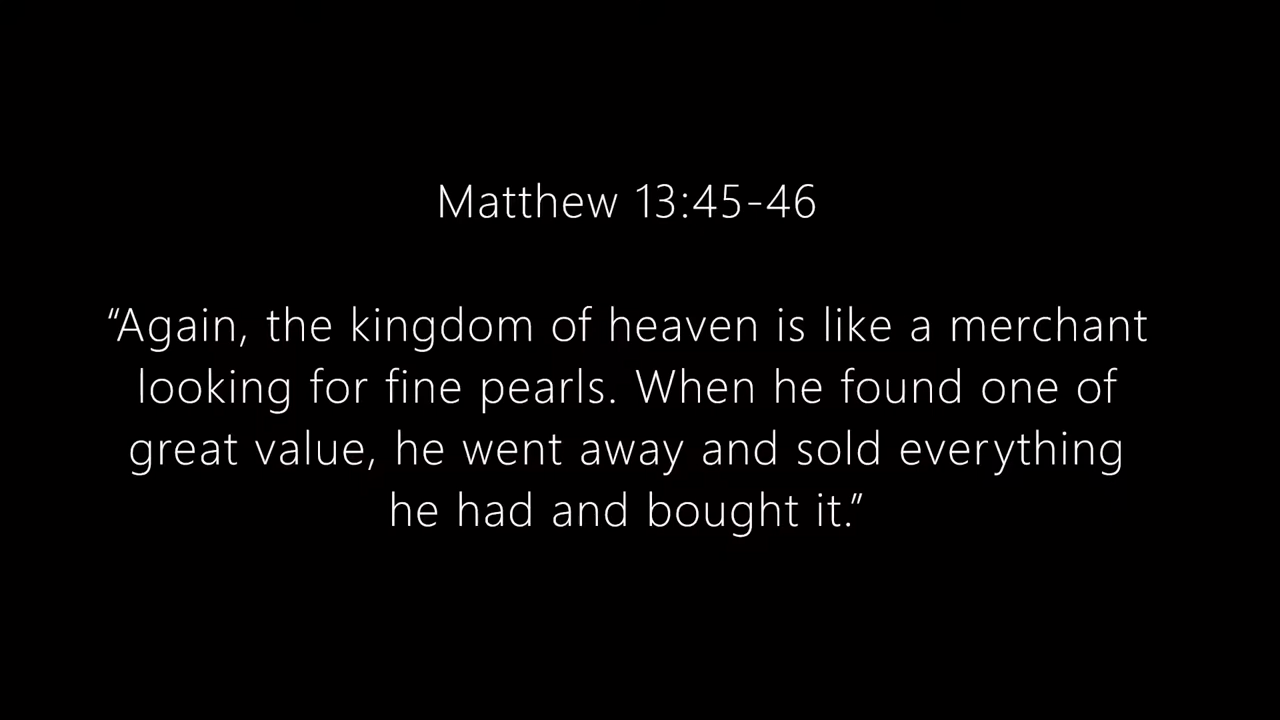 Matthew 13:45-46
“Again, the kingdom of heaven is like a merchant
looking for fine pearls. When he found one of
great value, he went away and sold everything
he had and bought it.”